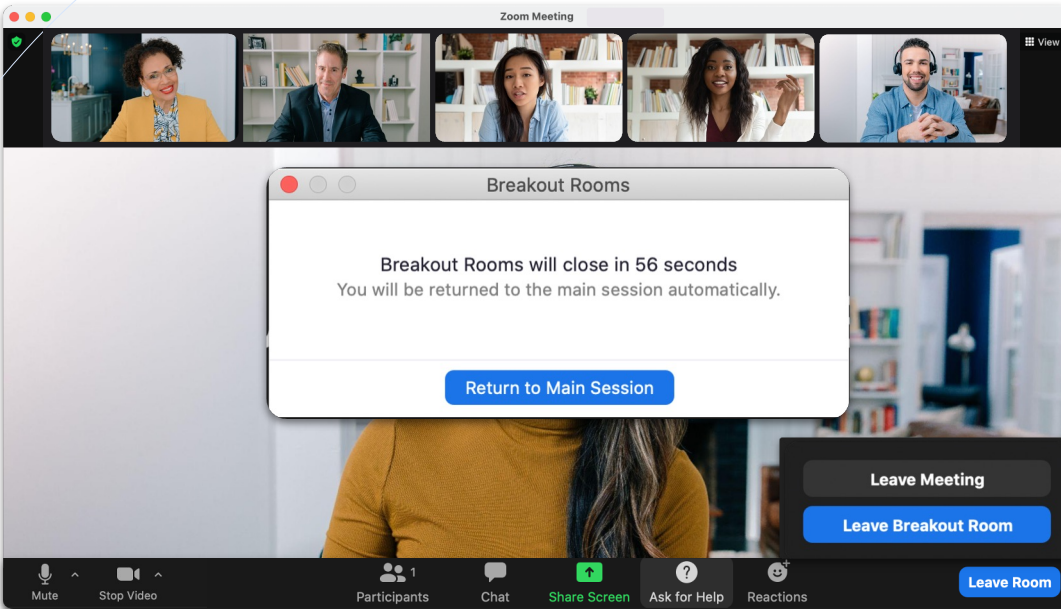 Zoom Meeting
View
Breakout Rooms
Breakout Rooms will close in 56 seconds
You will be returned to the main session automatically.
Return to Main Session
Leave Meeting
Leave Breakout Room
1
Mute
Stop Video
Participants
Chat
Share Screen
Ask for Help
Reactions
Leave Room